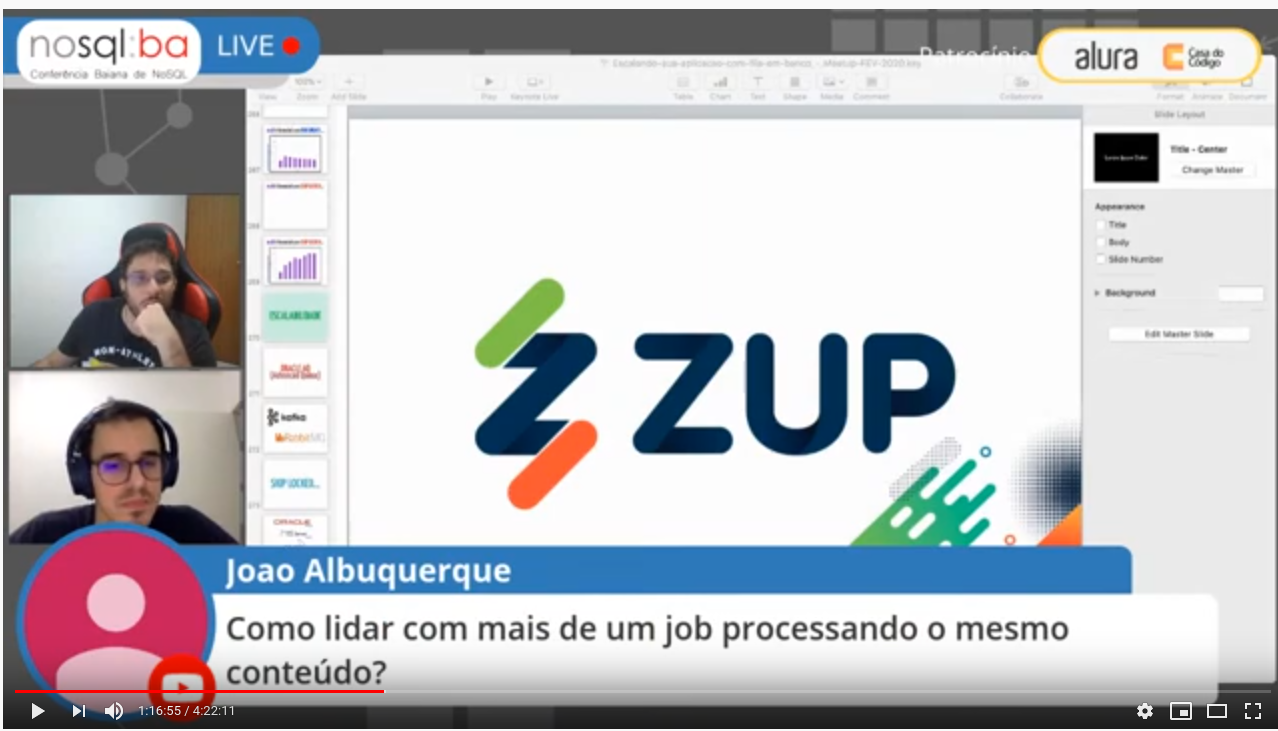 nosql:ba
Conferência Baiana de NoSQL
LIVE
Patrocínio
alura
Casa do
Código
Escalando-sua-aplicacao-com-fila-em-banco - Meetup-FEV-2020.key
100%
View
Zoom
Add Slide
Play
Keynote Live
Table
Chart
Text
Shape
Media
Comment
Collaborate
Format
Animate
Document
Slide Layout
Title - Center
Change Master
Appearance
Title
Body
Slide Number
Background
Edit Master Slide
ESCALABILIDADE
ORACLE AQ
(Advanced Queue)
kafka
RabbitMQ
SKIP LOCKED...
ORACLE
ZUP
Joao Albuquerque
Como lidar com mais de um job processando o mesmo
conteúdo?
1:16:55 / 4:22:11